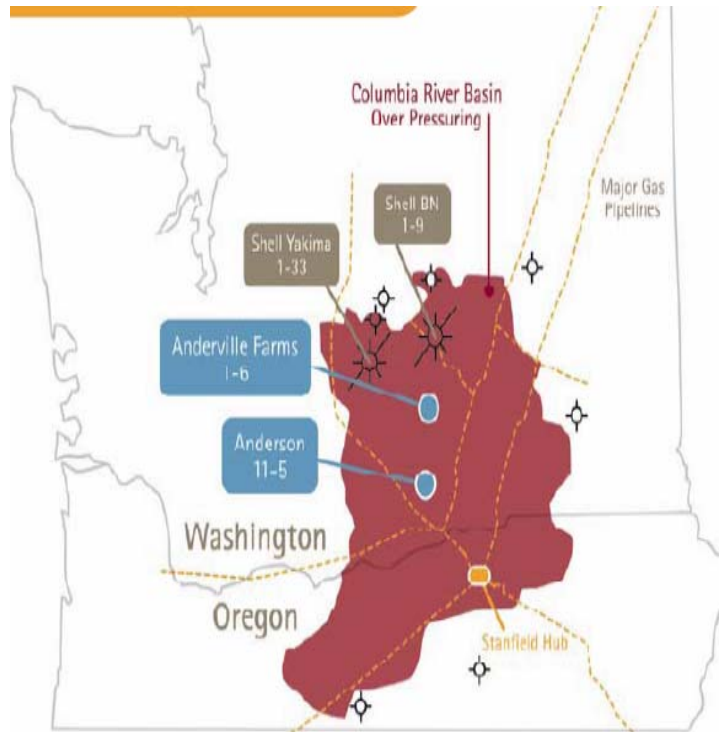 Columbia River Basin
Over Pressuring
Major Gas
Pipelines
Shell BN
1-9
Shell Yakima
1-33
Anderville Farms
1-6
Anderson
11-5
Washington
Oregon
Stanfield Hub